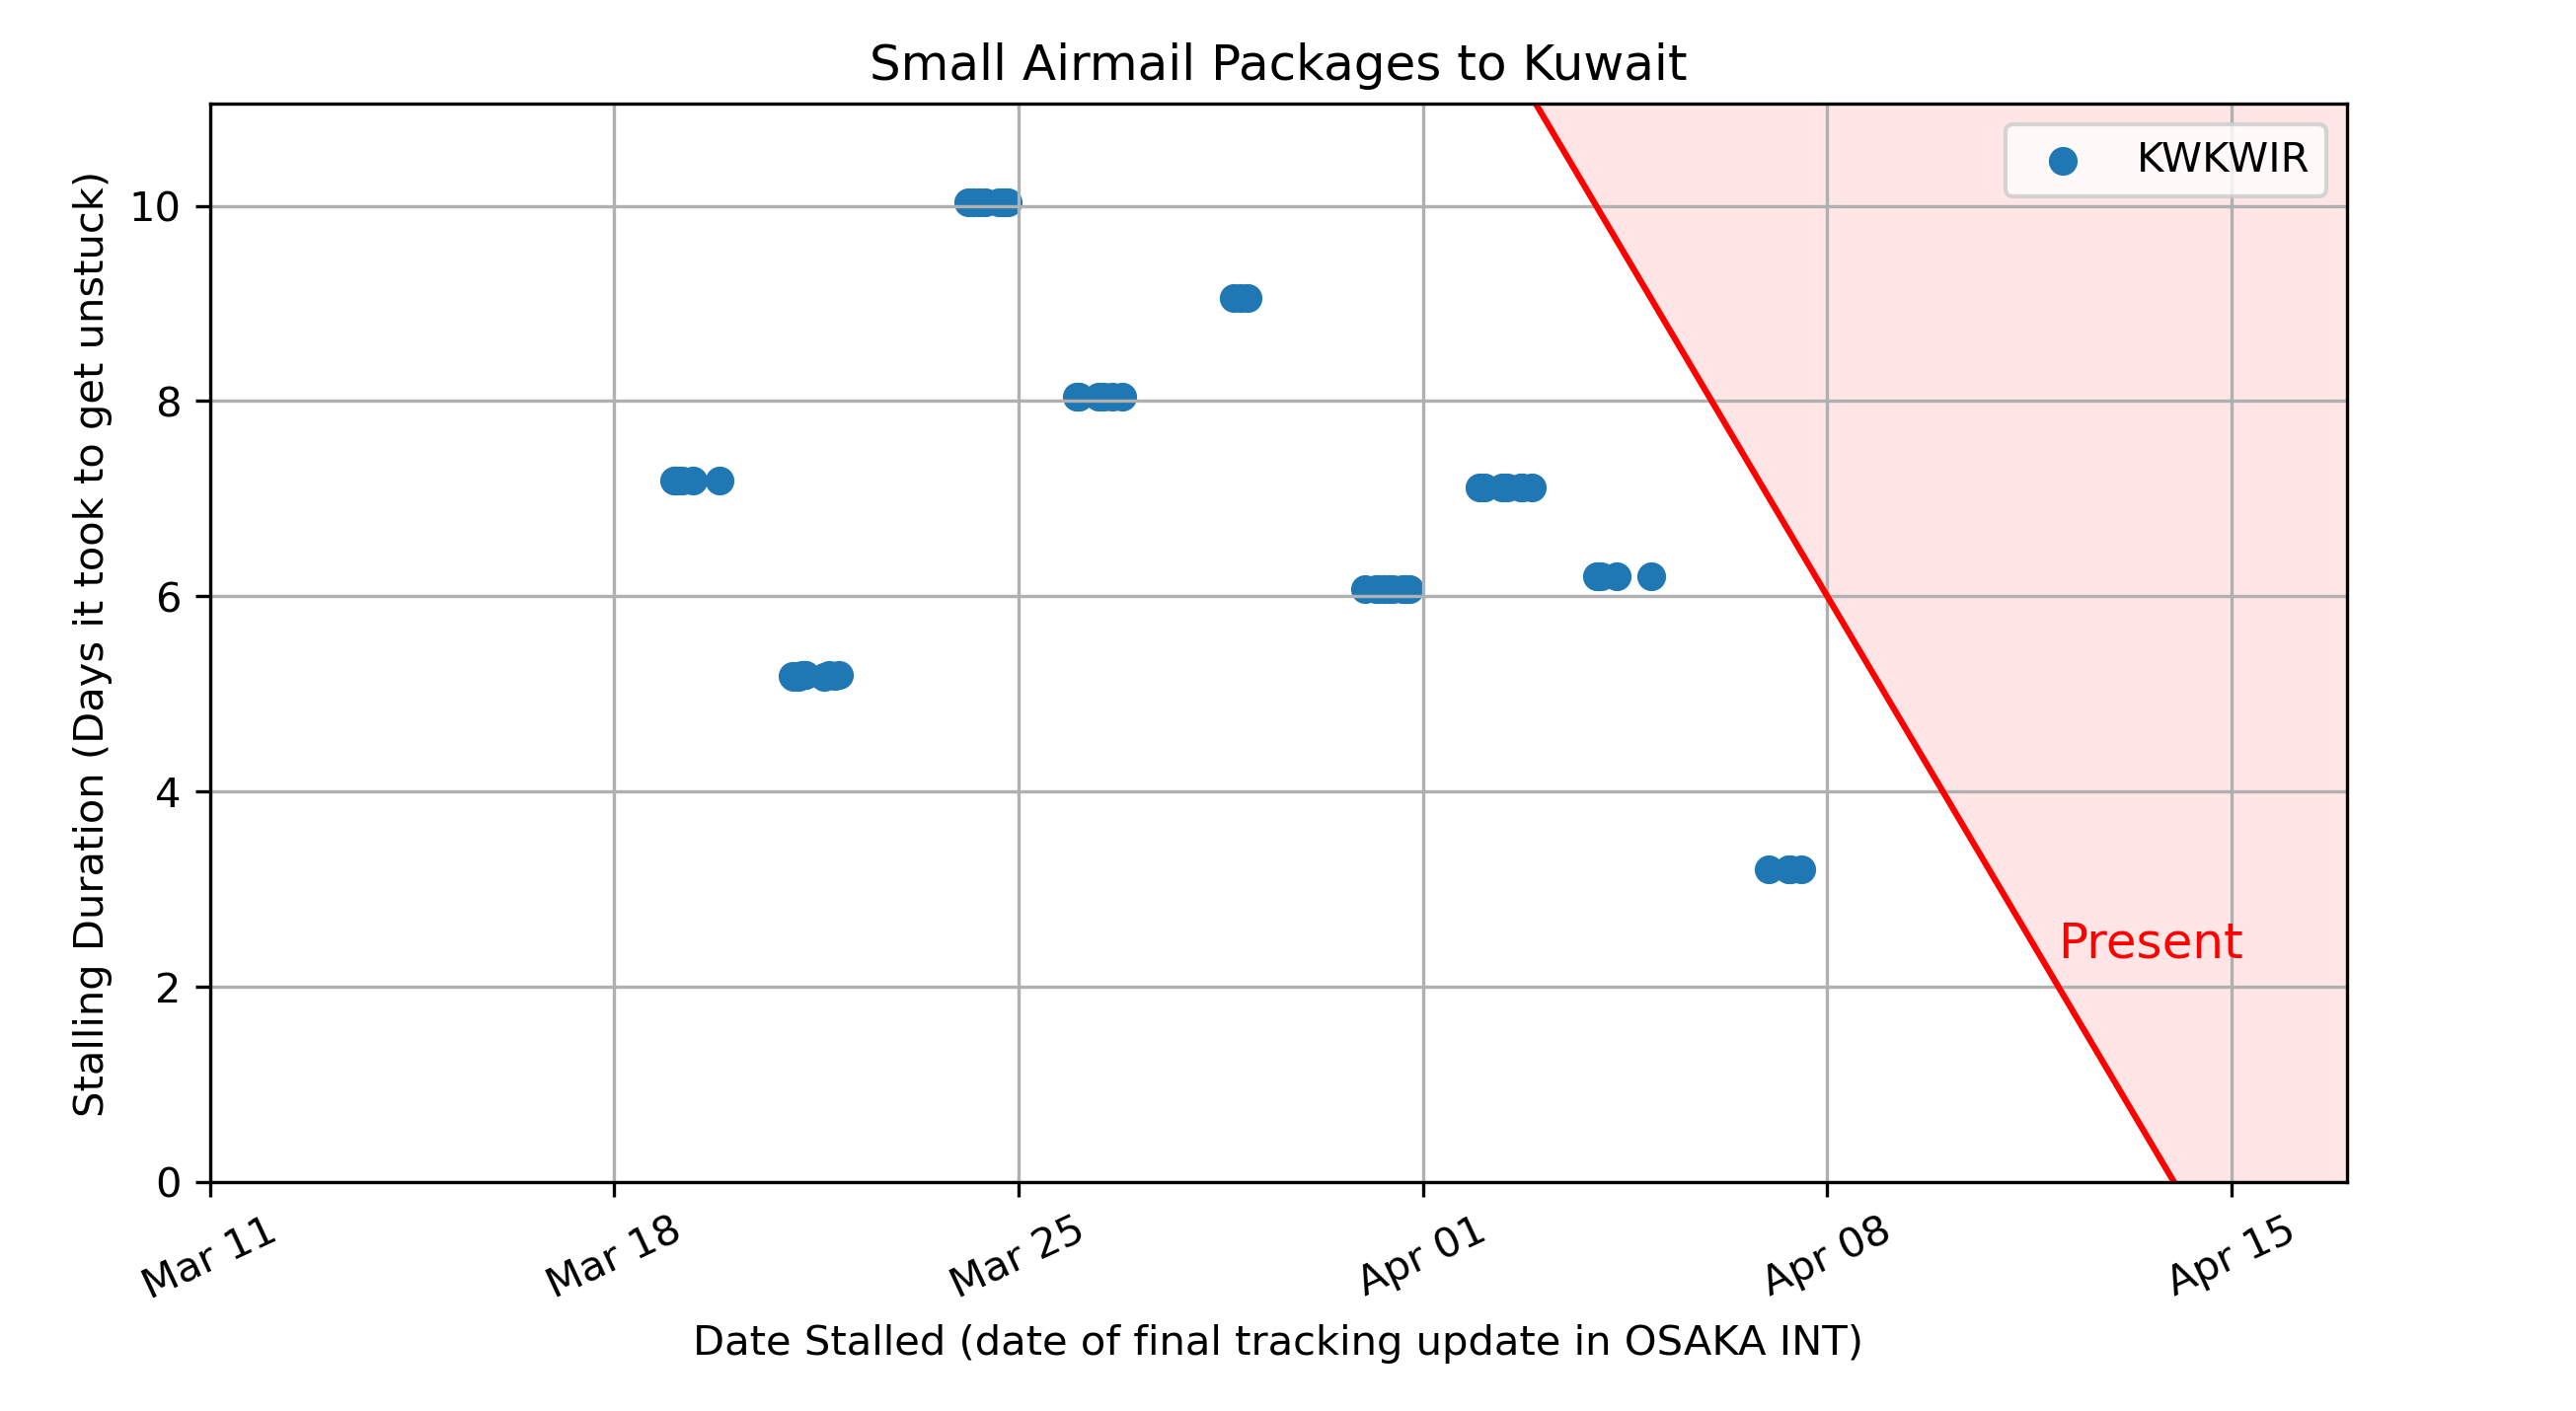 Small Airmail Packages to Kuwait
KWKWIR
Stalling Duration (Days it took to get unstuck)
10
8
6
4
2
0
Present
Mar 11
Mar 18
Mar 25
Apr 01
Apr 08
Apr 15
Date Stalled (date of final tracking update in OSAKA INT)